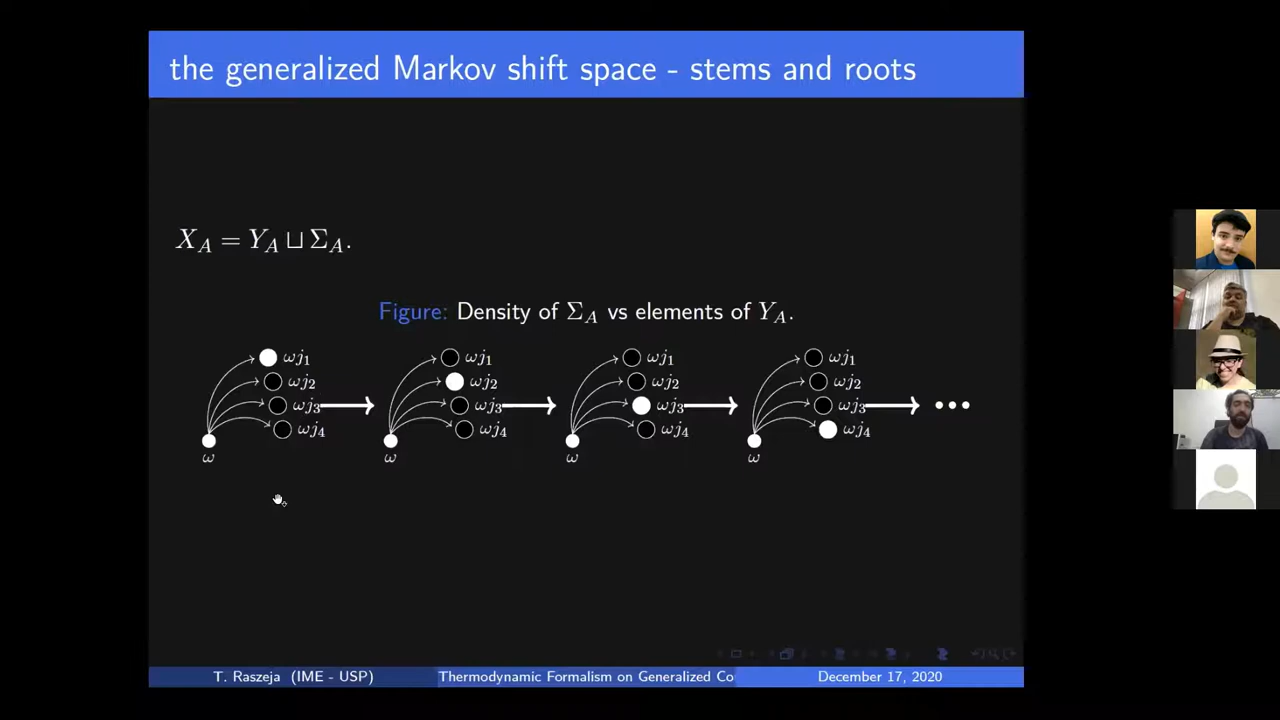 the generalized Markov shift space - stems and roots
X_A = Y_A ⊔ Σ_A.
Figure: Density of Σ_A vs elements of Y_A.
ωj₁ ωj₁ ωj₁ ωj₁
ωj₂ ωj₂ ωj₂ ωj₂
ωj₃ ωj₃ ωj₃ ωj₃
ωj₄ ωj₄ ωj₄ ωj₄
ω ω ω ω
T. Raszeja (IME - USP) Thermodynamic Formalism on Generalized Co December 17, 2020